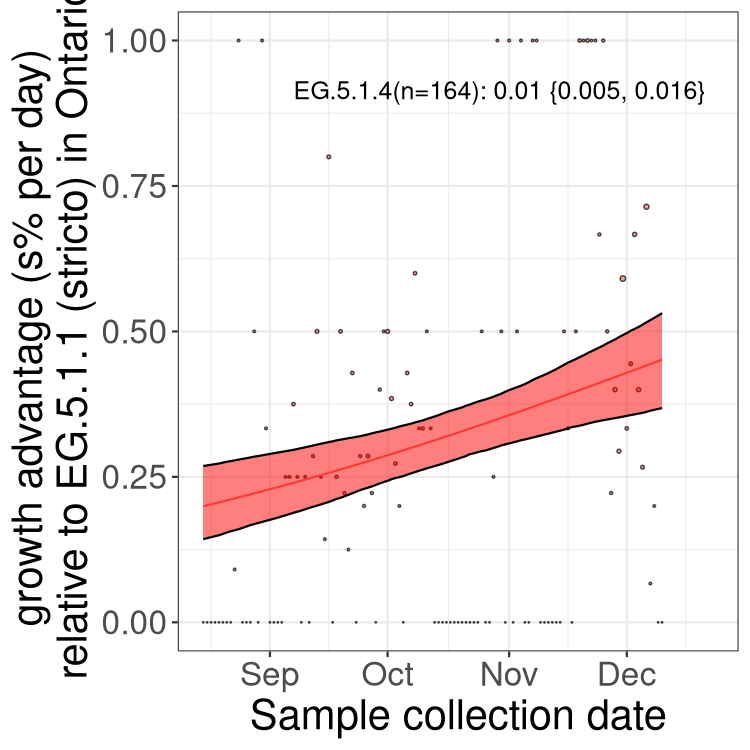 growth advantage (s% per day)
relative to EG.5.1.1 (stricto) in Ontario
1.00
0.75
0.50
0.25
0.00
EG.5.1.4(n=164): 0.01 {0.005, 0.016}
Sep Oct Nov Dec
Sample collection date